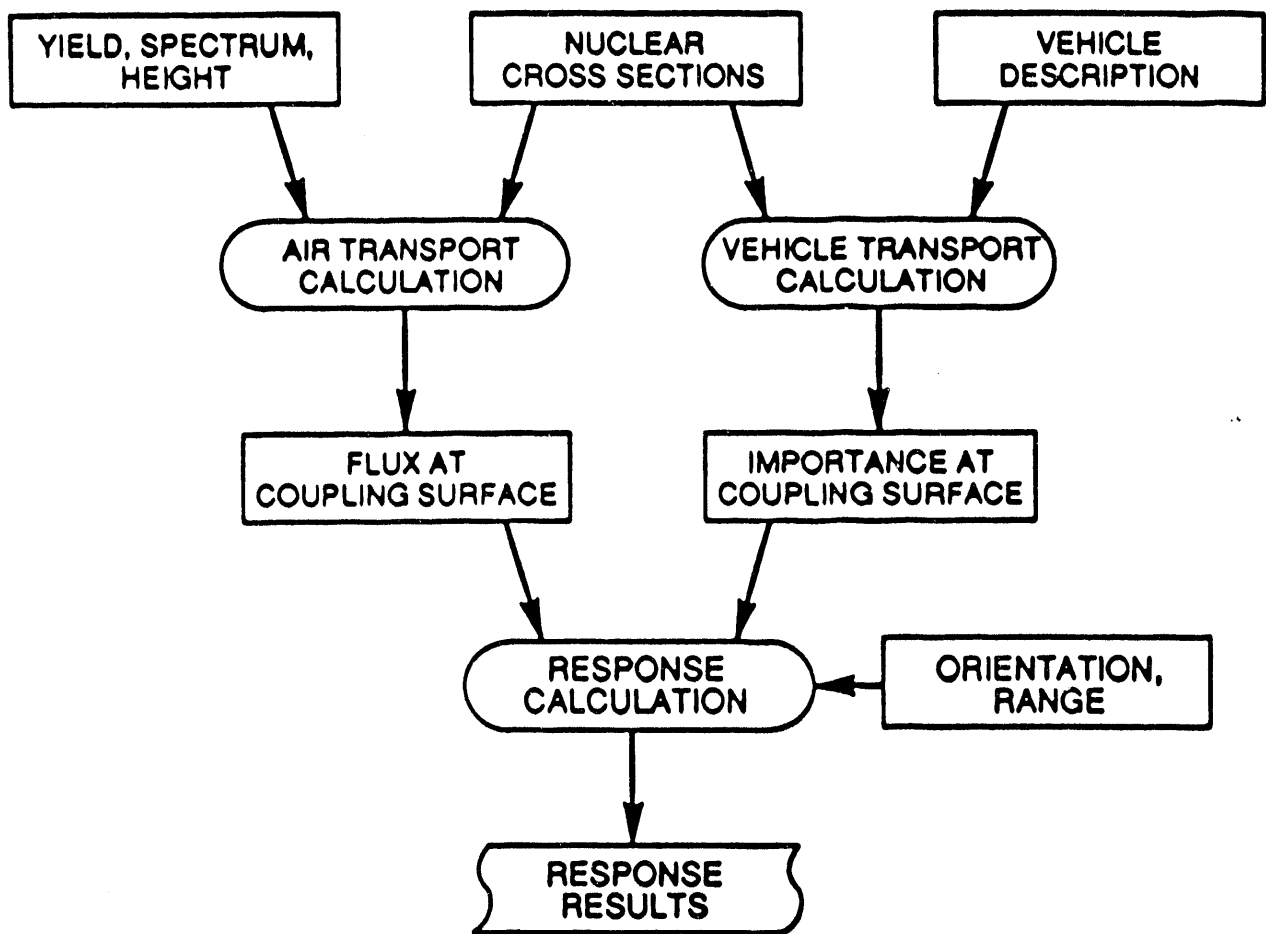 YIELD, SPECTRUM,
HEIGHT
NUCLEAR
CROSS SECTIONS
VEHICLE
DESCRIPTION
AIR TRANSPORT
CALCULATION
VEHICLE TRANSPORT
CALCULATION
FLUX AT
COUPLING SURFACE
IMPORTANCE AT
COUPLING SURFACE
RESPONSE
CALCULATION
ORIENTATION,
RANGE
RESPONSE
RESULTS